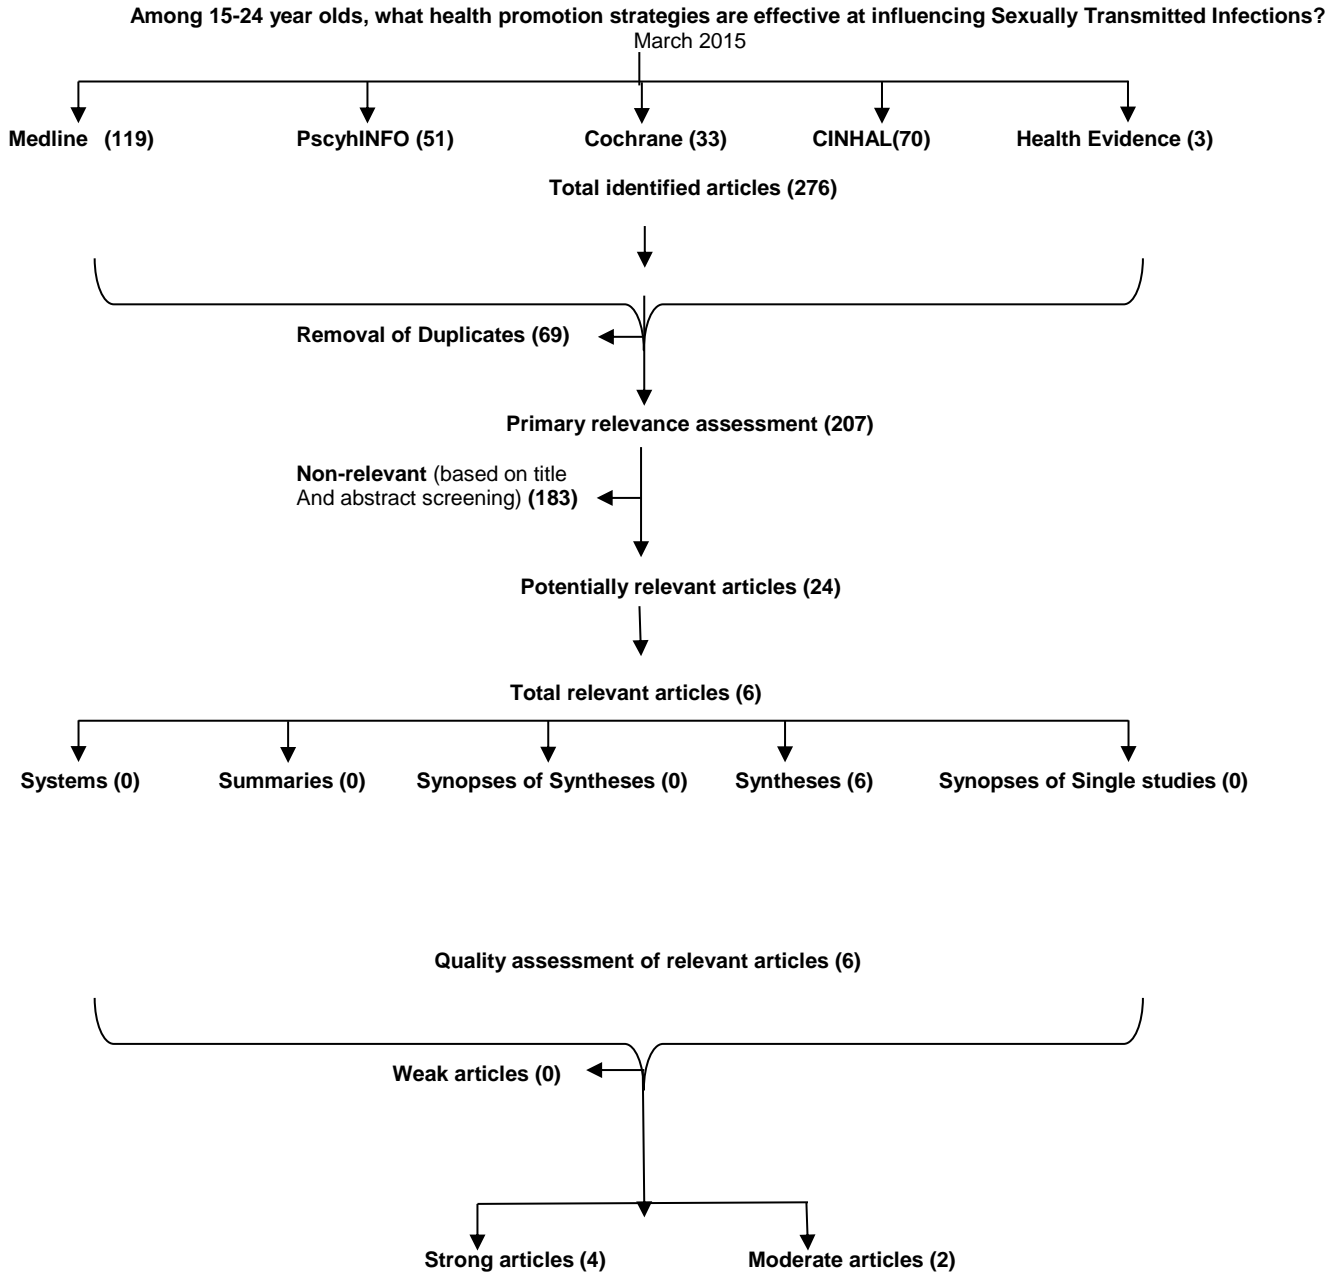 Among 15-24 year olds, what health promotion strategies are effective at influencing Sexually Transmitted Infections?
March 2015
Medline (119) PscyhINFO (51) Cochrane (33) CINHAL(70) Health Evidence (3)
Total identified articles (276)
Removal of Duplicates (69)
Primary relevance assessment (207)
Non-relevant (based on title
And abstract screening) (183)
Potentially relevant articles (24)
Total relevant articles (6)
Systems (0) Summaries (0) Synopses of Syntheses (0) Syntheses (6) Synopses of Single studies (0)
Quality assessment of relevant articles (6)
Weak articles (0)
Strong articles (4) Moderate articles (2)